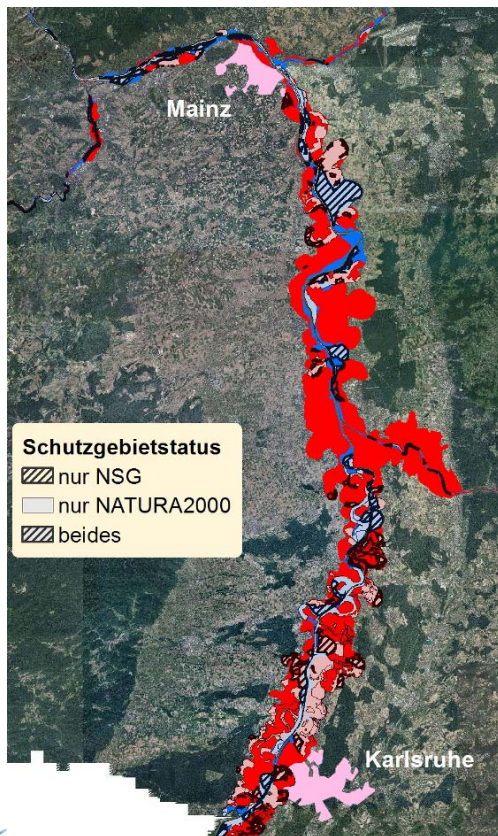 Mainz
Schutzgebietstatus
nur NSG
nur NATURA2000
beides
Karlsruhe